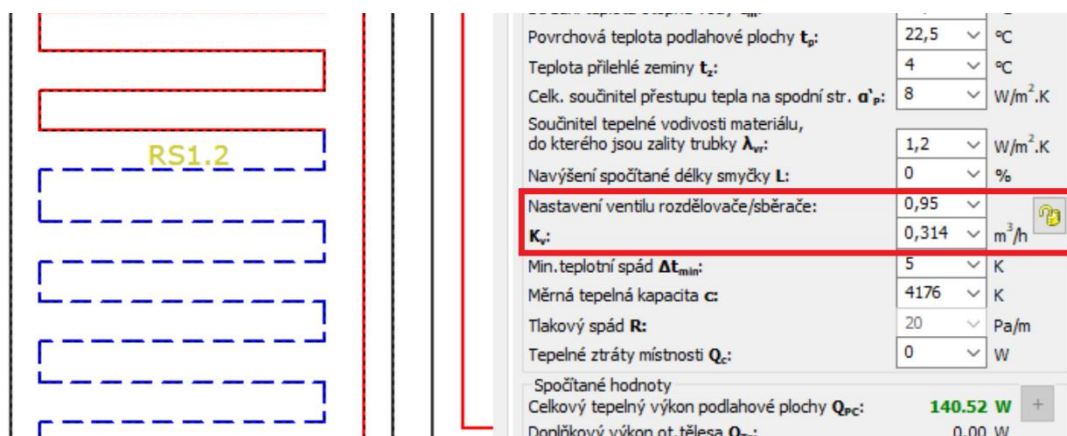 RS1.2
Povrchová teplota podlahové plochy tp: 22,5 °C
Teplota přilehlé zeminy tz: 4 °C
Celk. součinitel přestupu tepla na spodní str. α'p: 8 W/m².K
Součinitel tepelné vodivosti materiálu,
do kterého jsou zality trubky λvr: 1,2 W/m².K
Navýšení spočítané délky smyčky L: 0 %
Nastavení ventilu rozdělovače/sběrače: 0,95
Kv: 0,314 m³/h
Min.teplotní spád Δtmin: 5 K
Měrná tepelná kapacita c: 4176 K
Tlakový spád R: 20 Pa/m
Tepelné ztráty místnosti Qc: 0 W
Spočítané hodnoty
Celkový tepelný výkon podlahové plochy QPC: 140.52 W +
Doplňkový výkon ot.tělesa 0.00 W